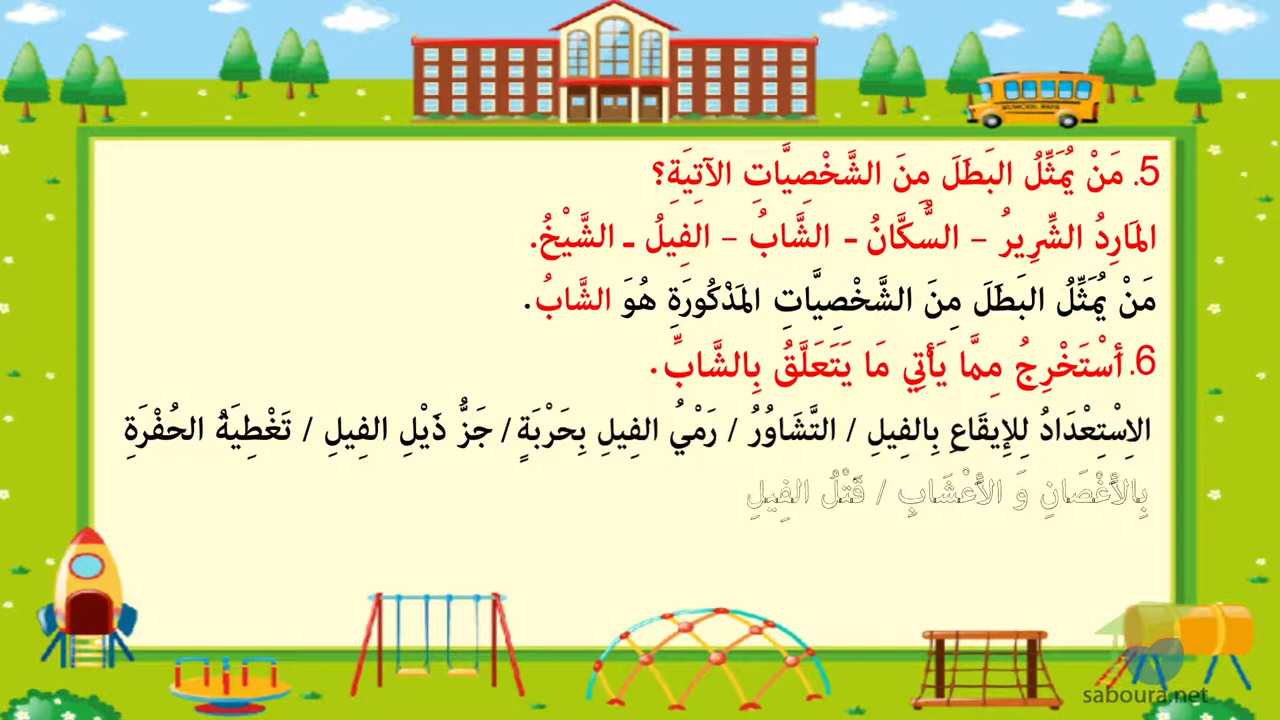 5. مَنْ يُمَثِّلُ البَطَلَ مِنَ الشَّخْصِيَّاتِ الآتِيَةِ؟
المَارِدُ الشِّرِيرُ – السُّكَّانُ - الشَّابُ – الفِيلُ ـ الشَّيْخُ.
مَنْ يُمَثِّلُ البَطَلَ مِنَ الشَّخْصِيَّاتِ المَذْكُورَةِ هُوَ الشَّابُ.
6. أَسْتَخْرِجُ مِمَّا يَأْتِي مَا يَتَعَلَّقُ بِالشَّابِّ.
الاِسْتِعْدَادُ لِلإِيقَاعِ بِالفِيلِ / التَّشَاوُرُ / رَمْيُ الفِيلِ بِحَرْبَةٍ / جَزُّ ذَيْلِ الفِيلِ / تَغْطِيَةُ الحُفْرَةِ
بِالأَغْصَانِ وَ الأَعْشَابِ / قَتْلُ الفِيلِ
saboura.net